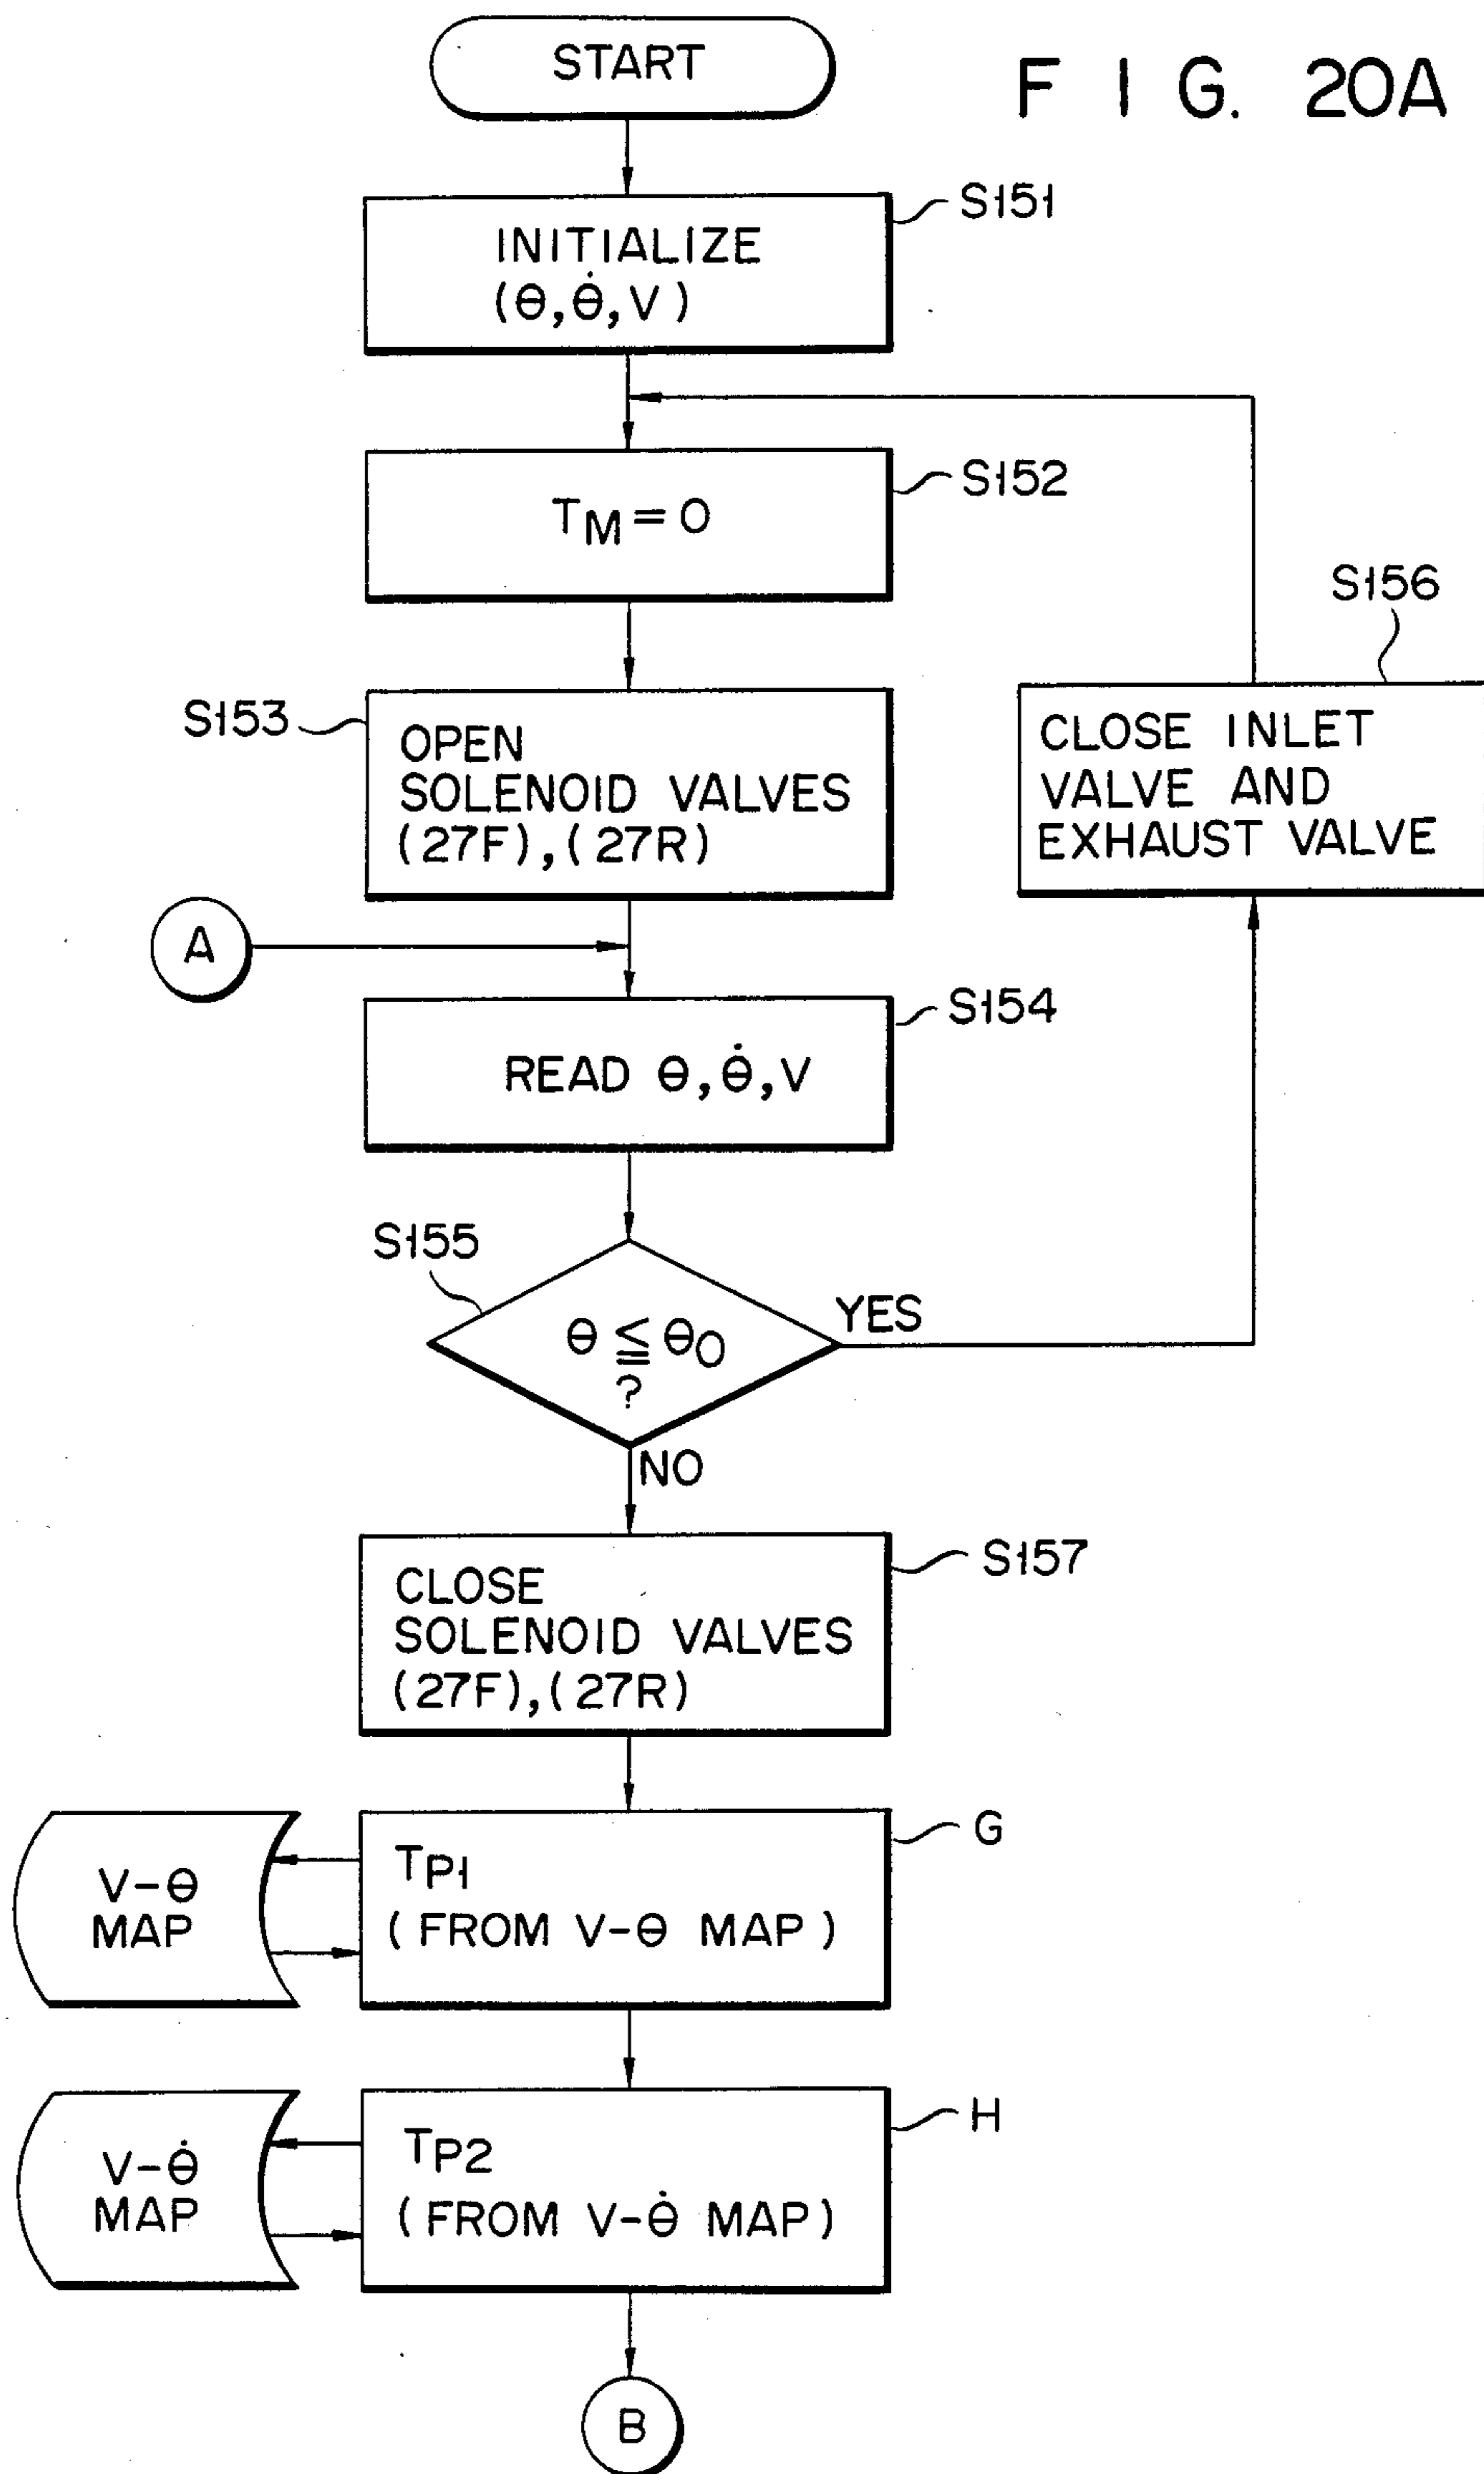 START
F I G. 20A
S151
INITIALIZE
(θ,θ̇,V)
S152
TM=0
S156
S153
OPEN
SOLENOID VALVES
(27F),(27R)
CLOSE INLET
VALVE AND
EXHAUST VALVE
A
S154
READ θ,θ̇,V
S155
YES
θ≦θ0
?
NO
S157
CLOSE
SOLENOID VALVES
(27F),(27R)
G
V-θ
MAP
TP1
(FROM V-θ MAP)
H
V-θ̇
MAP
TP2
(FROM V-θ̇ MAP)
B